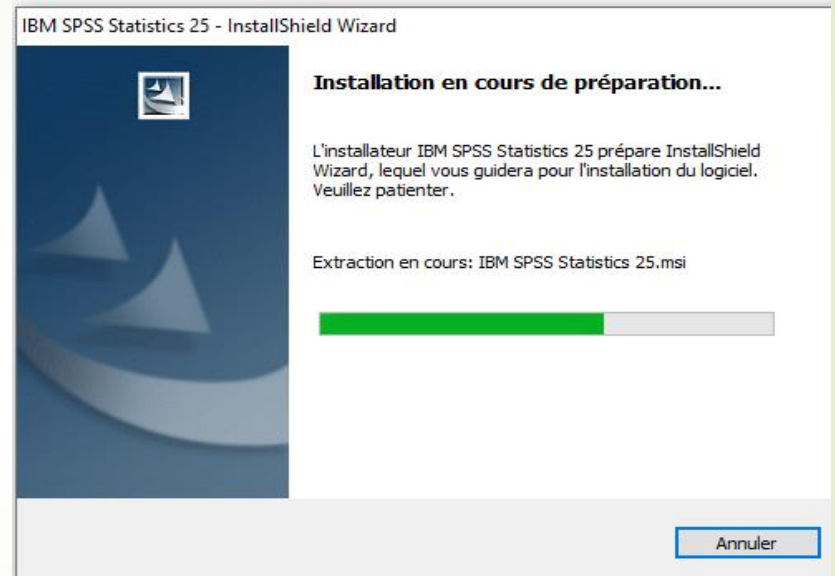 IBM SPSS Statistics 25 - InstallShield Wizard
Installation en cours de préparation...
L'installateur IBM SPSS Statistics 25 prépare InstallShield
Wizard, lequel vous guidera pour l'installation du logiciel.
Veuillez patienter.
Extraction en cours: IBM SPSS Statistics 25.msi
Annuler